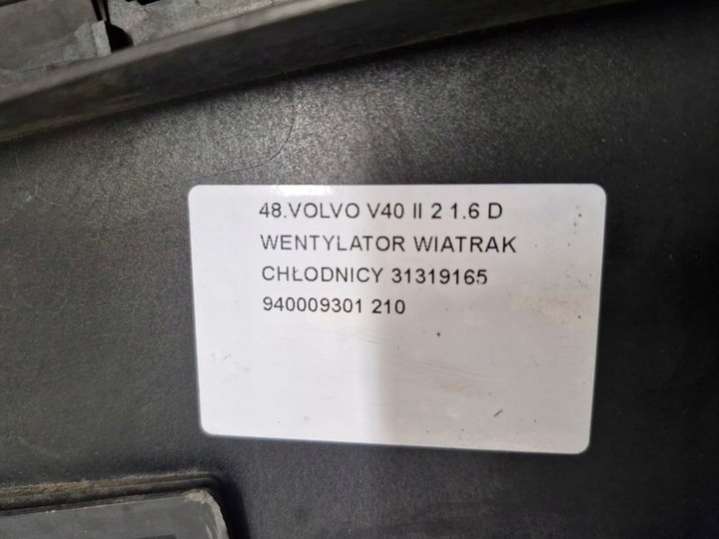 48.VOLVO V40 II 2 1.6 D
WENTYLATOR WIATRAK
CHŁODNICY 31319165
940009301 210